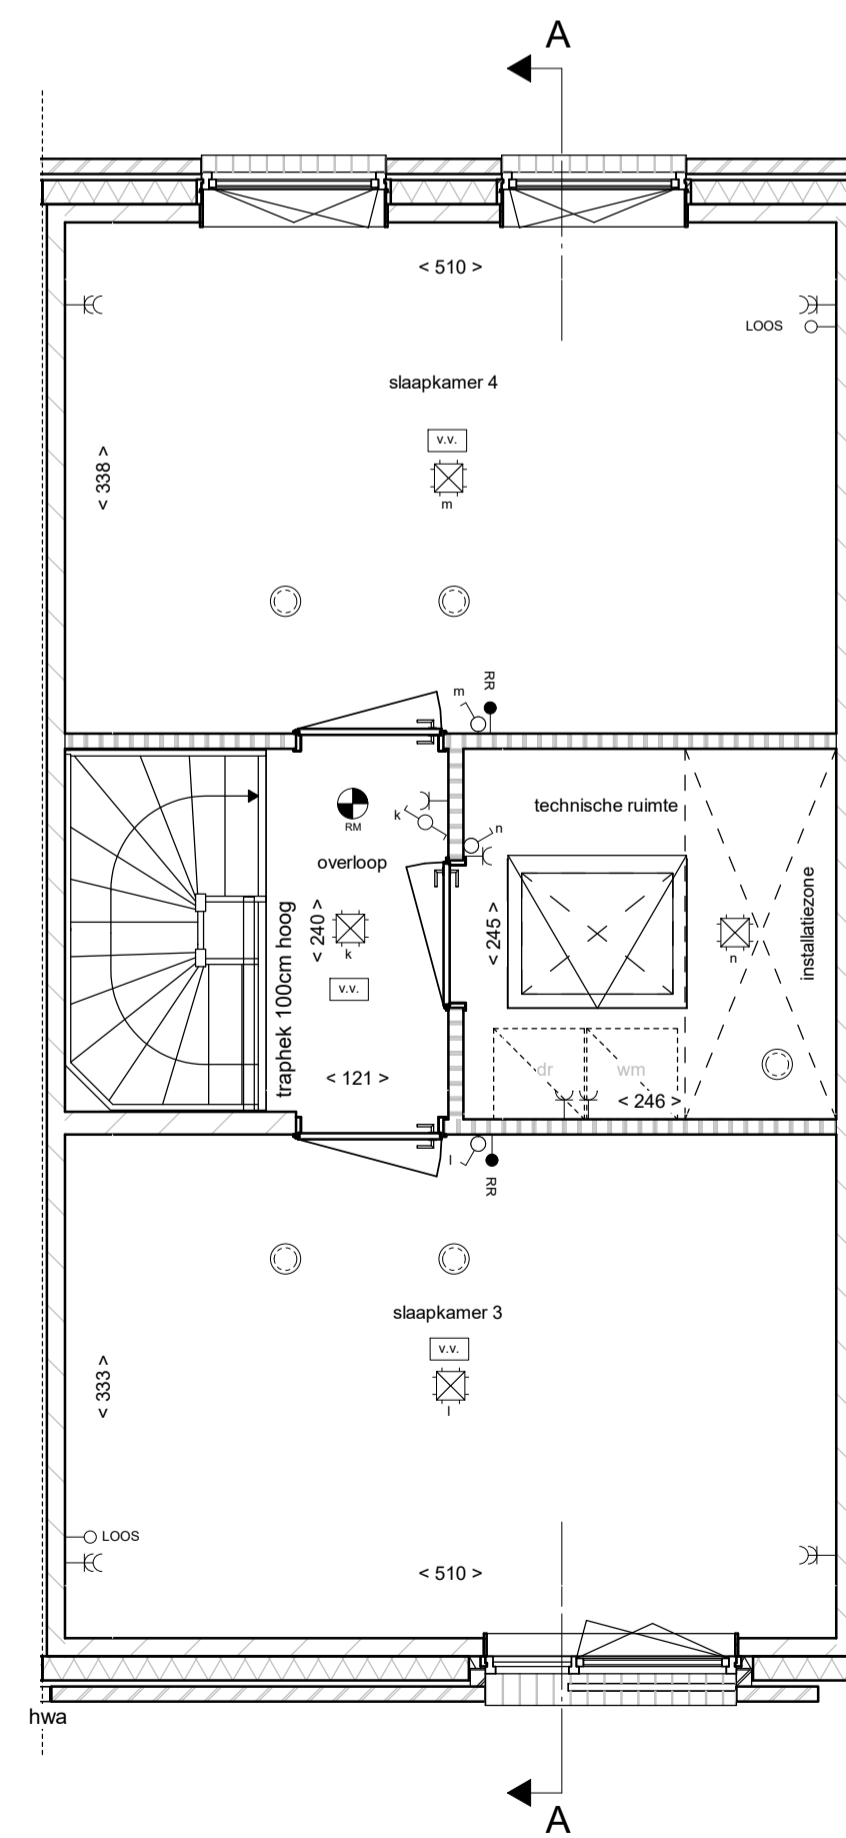 A
< 510 >
LOOS
slaapkamer 4
v.v.
< 338 >
m
RR
m
technische ruimte
k
n
RM
overloop
installatiezone
traphek 100cm hoog
< 240 >
k
< 245 >
n
v.v.
dr
wm
< 121 >
< 246 >
l
RR
slaapkamer 3
v.v.
< 333 >
l
LOOS
< 510 >
hwa
A